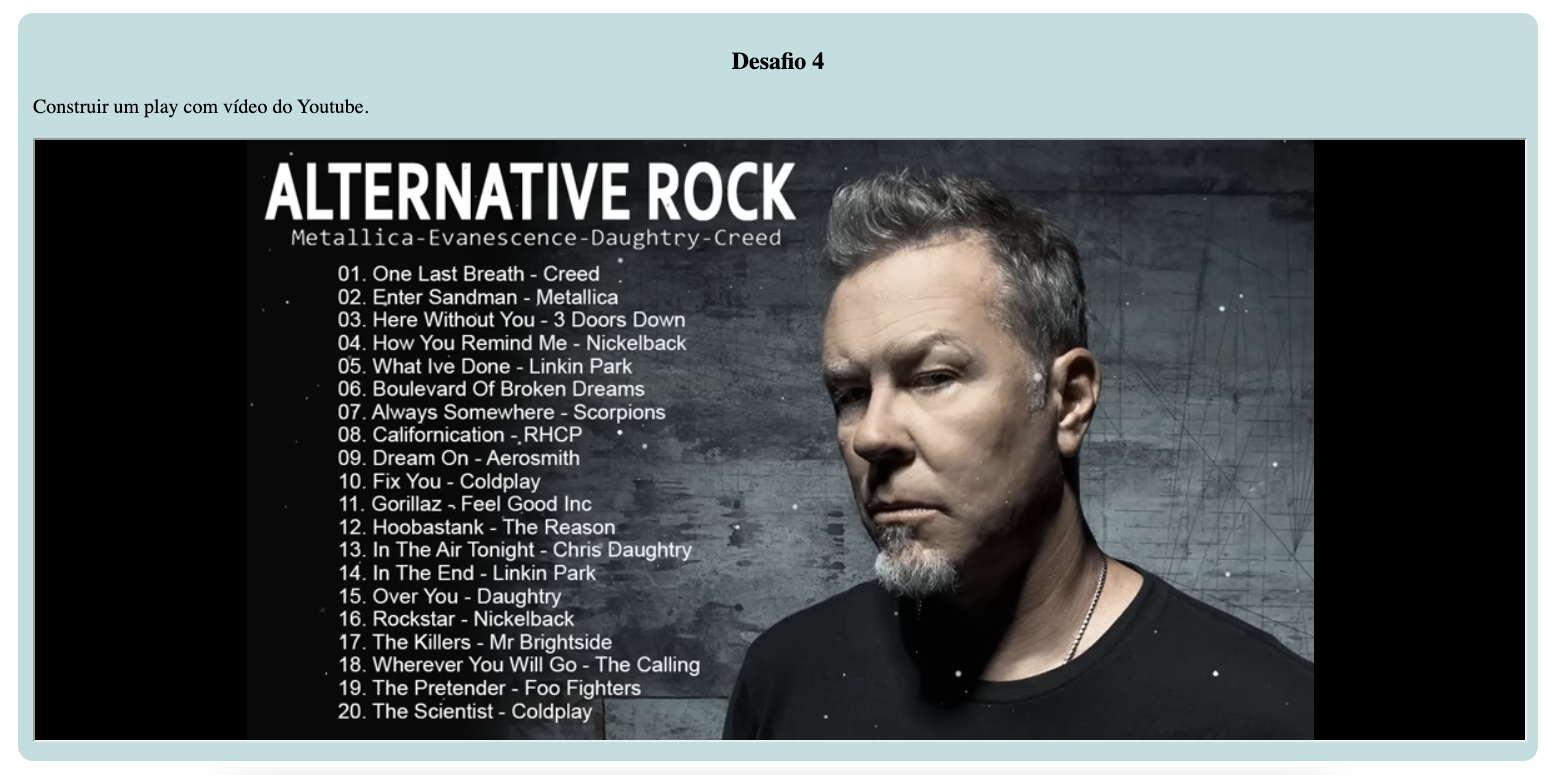 Desafio 4
Construir um play com vídeo do Youtube.
ALTERNATIVE ROCK
Metallica-Evanescence-Daughtry-Creed
01. One Last Breath - Creed
02. Enter Sandman - Metallica
03. Here Without You - 3 Doors Down
04. How You Remind Me - Nickelback
05. What Ive Done - Linkin Park
06. Boulevard Of Broken Dreams
07. Always Somewhere - Scorpions
08. Californication - RHCP
09. Dream On - Aerosmith
10. Fix You - Coldplay
11. Gorillaz - Feel Good Inc
12. Hoobastank - The Reason
13. In The Air Tonight - Chris Daughtry
14. In The End - Linkin Park
15. Over You - Daughtry
16. Rockstar - Nickelback
17. The Killers - Mr Brightside
18. Wherever You Will Go - The Calling
19. The Pretender - Foo Fighters
20. The Scientist - Coldplay